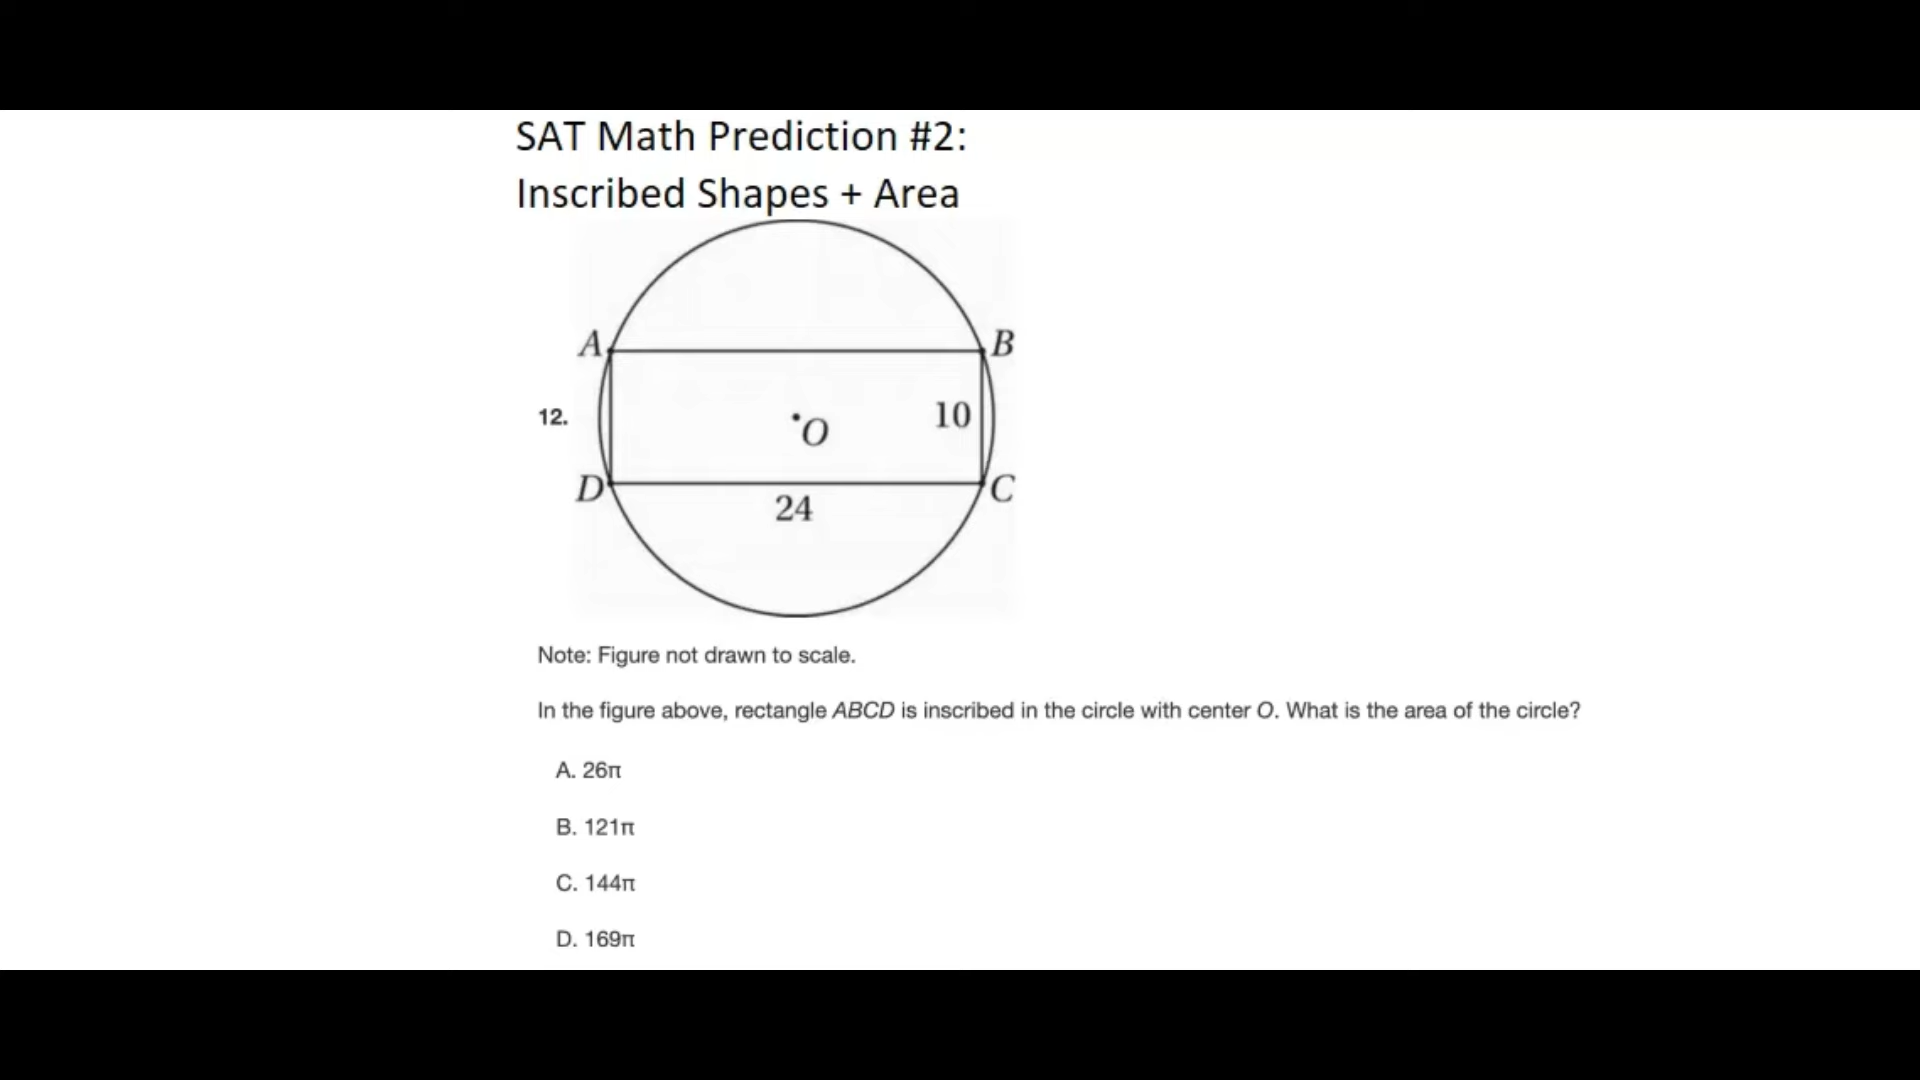 SAT Math Prediction #2:
Inscribed Shapes + Area
A
B
12.
10
O
D
C
24
Note: Figure not drawn to scale.
In the figure above, rectangle ABCD is inscribed in the circle with center O. What is the area of the circle?
A. 26π
B. 121π
C. 144π
D. 169π